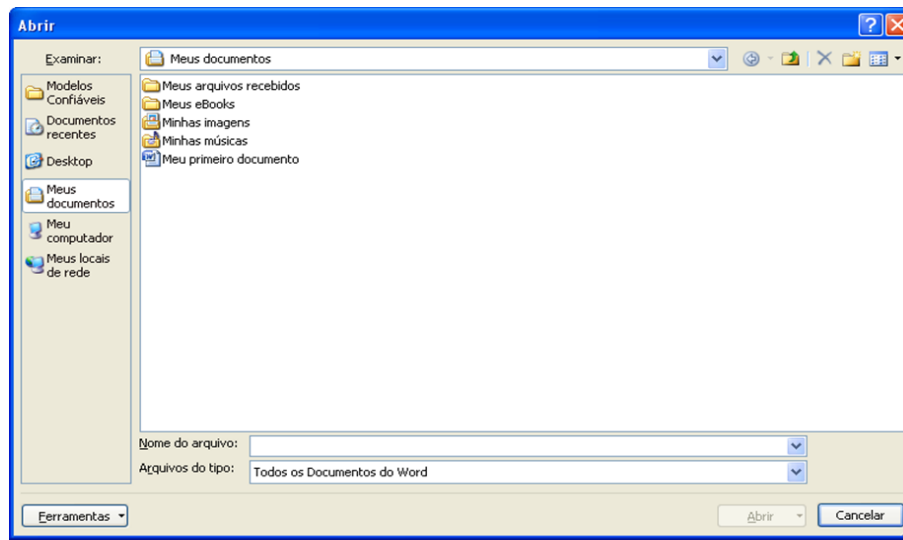 Abrir
Examinar:
Meus documentos
Modelos
Confiáveis
Documentos
recentes
Desktop
Meus
documentos
Meu
computador
Meus locais
de rede
Meus arquivos recebidos
Meus eBooks
Minhas imagens
Minhas músicas
Meu primeiro documento
Nome do arquivo:
Arquivos do tipo:
Todos os Documentos do Word
Ferramentas
Abrir
Cancelar